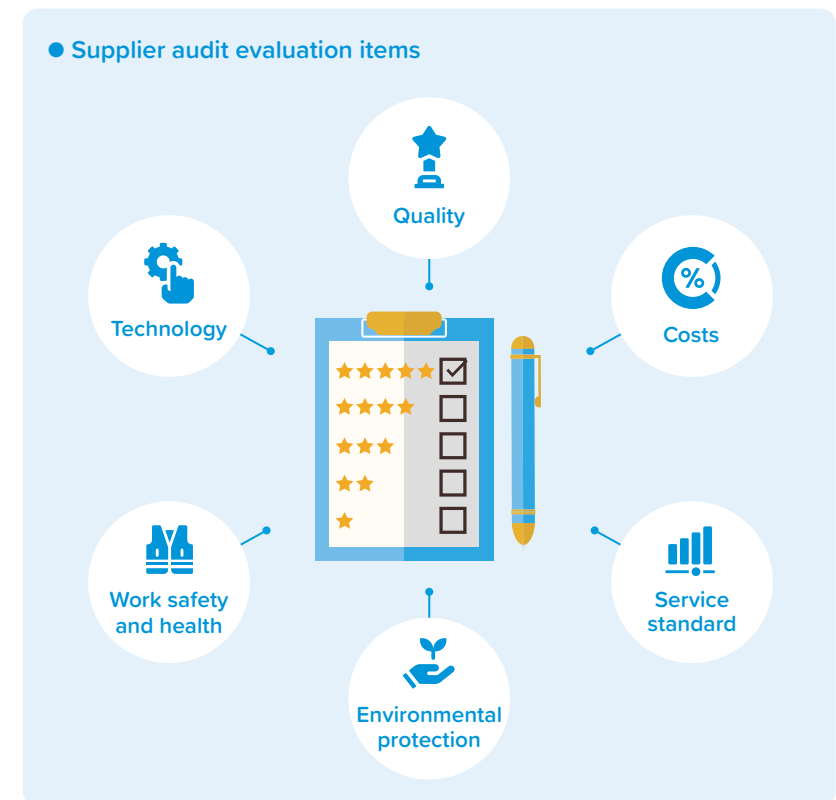 Supplier audit evaluation items
Quality
Technology
%
Costs
Work safety
and health
Service
standard
Environmental
protection